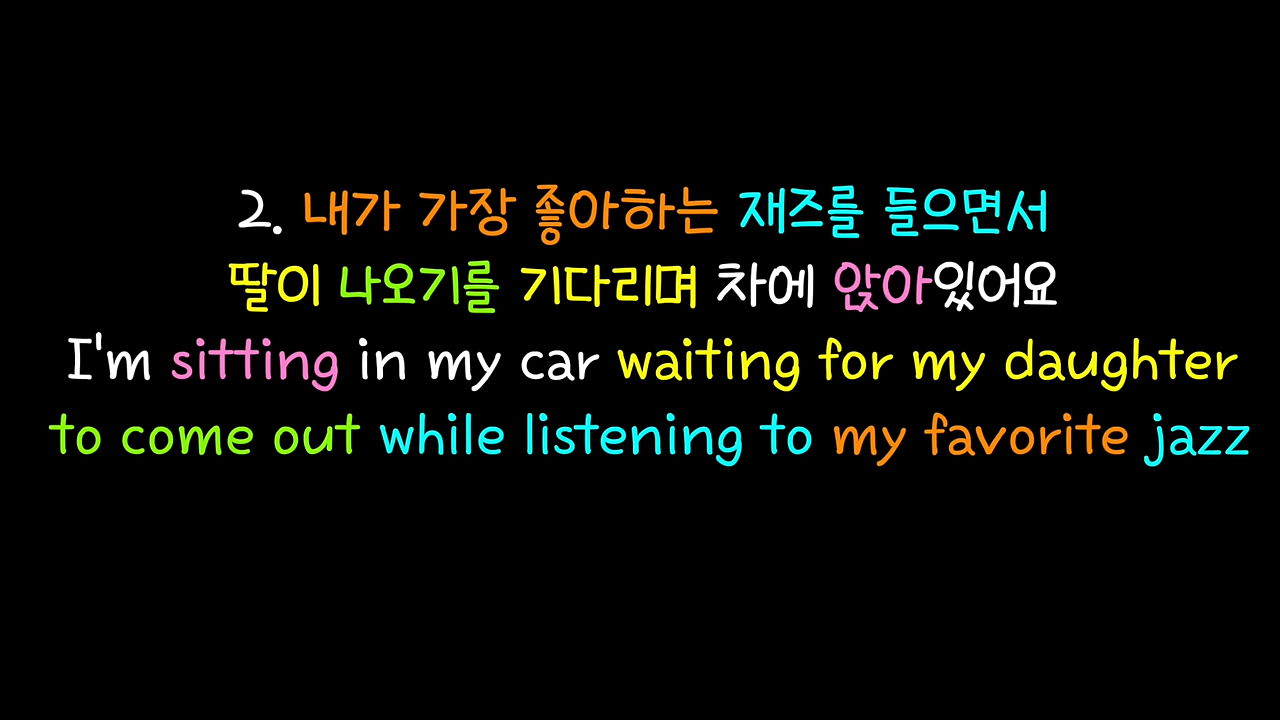 2. 내가 가장 좋아하는 재즈를 들으면서
딸이 나오기를 기다리며 차에 앉아있어요
I'm sitting in my car waiting for my daughter
to come out while listening to my favorite jazz